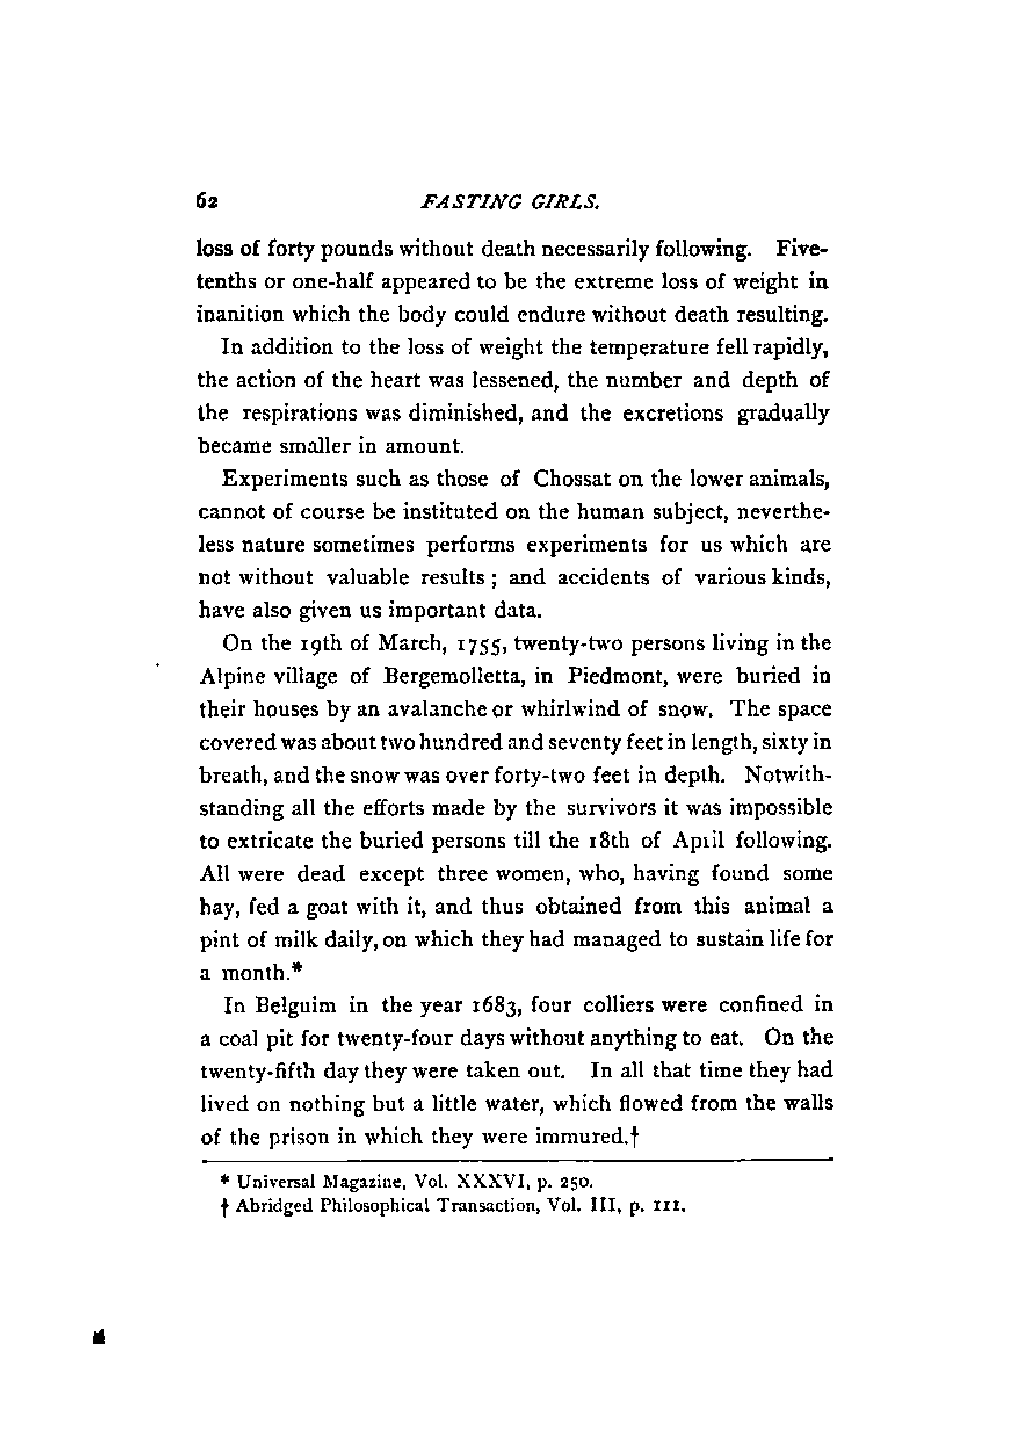 62 FASTING GIRLS.
loss of forty pounds without death necessarily following. Five-
tenths or one-half appeared to be the extreme loss of weight in
inanition which the body could endure without death resulting.
In addition to the loss of weight the temperature fell rapidly,
the action of the heart was lessened, the number and depth of
the respirations was diminished, and the excretions gradually
became smaller in amount.
Experiments such as those of Chossat on the lower animals,
cannot of course be instituted on the human subject, neverthe-
less nature sometimes performs experiments for us which are
not without valuable results; and accidents of various kinds,
have also given us important data.
On the 19th of March, 1755, twenty-two persons living in the
Alpine village of Bergemolletta, in Piedmont, were buried in
their houses by an avalanche or whirlwind of snow. The space
covered was about two hundred and seventy feet in length, sixty in
breath, and the snow was over forty-two feet in depth. Notwith-
standing all the efforts made by the survivors it was impossible
to extricate the buried persons till the 18th of April following.
All were dead except three women, who, having found some
hay, fed a goat with it, and thus obtained from this animal a
pint of milk daily, on which they had managed to sustain life for
a month.*
In Belguim in the year 1683, four colliers were confined in
a coal pit for twenty-four days without anything to eat. On the
twenty-fifth day they were taken out. In all that time they had
lived on nothing but a little water, which flowed from the walls
of the prison in which they were immured.†
* Universal Magazine, Vol. XXXVI, p. 250.
† Abridged Philosophical Transaction, Vol. III, p. 111.